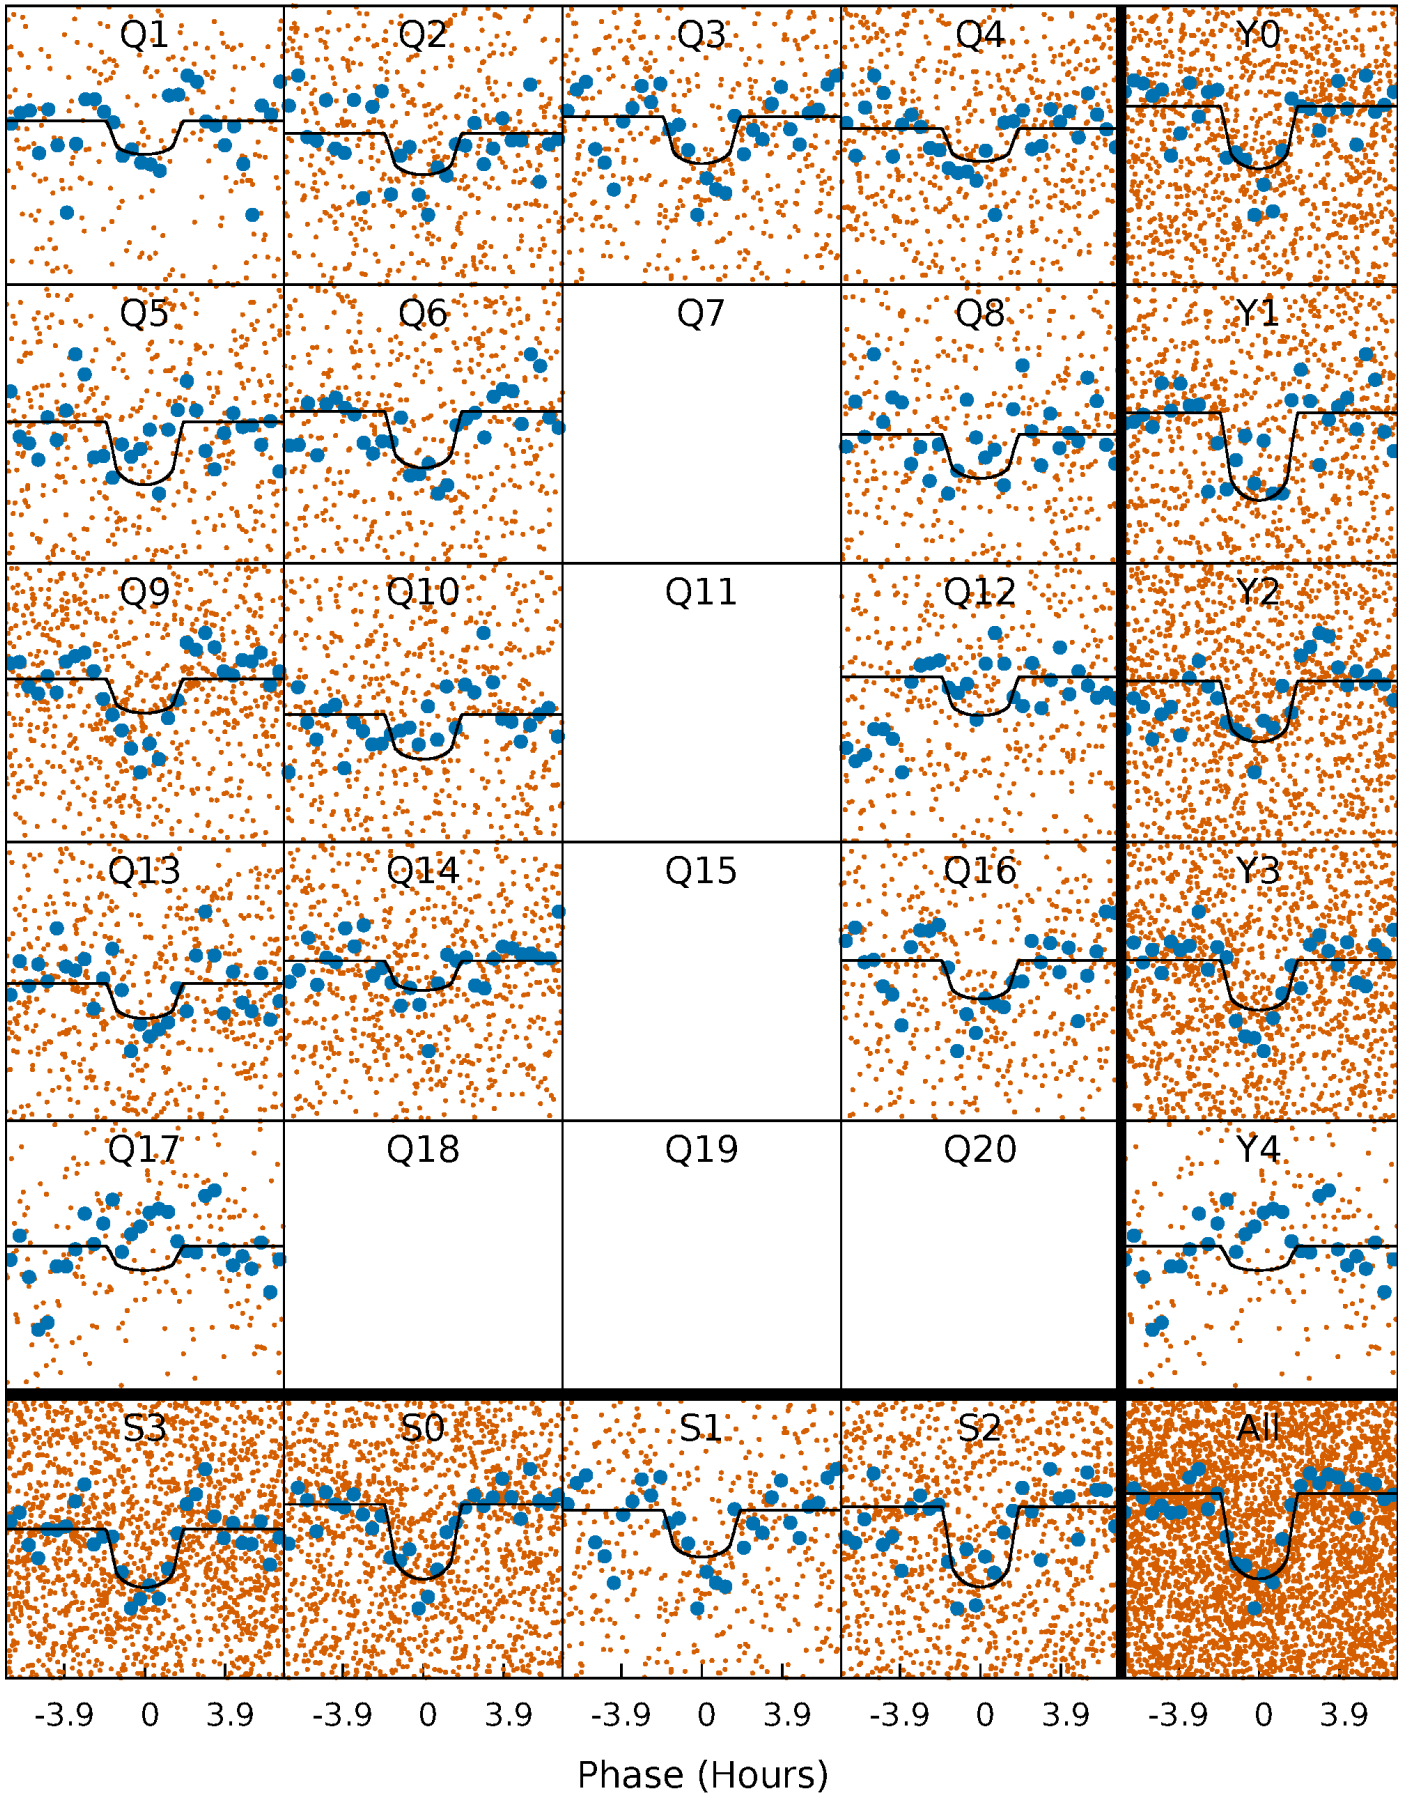 Q1 Q2 Q3 Q4 Y0
Q5 Q6 Q7 Q8 Y1
Q9 Q10 Q11 Q12 Y2
Q13 Q14 Q15 Q16 Y3
Q17 Q18 Q19 Q20 Y4
S3 S0 S1 S2 All
-3.9 0 3.9 -3.9 0 3.9 -3.9 0 3.9 -3.9 0 3.9 -3.9 0 3.9
Phase (Hours)